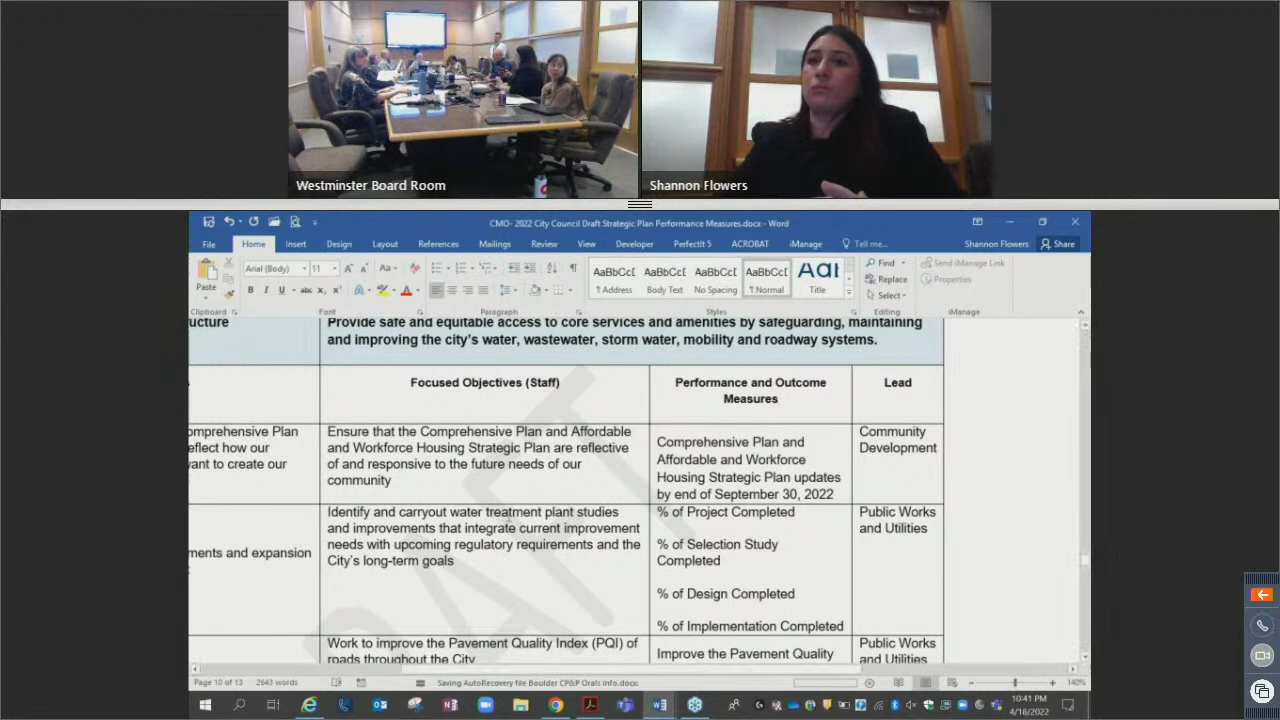 Westminster Board Room
Shannon Flowers
CMO- 2022 City Council Draft Strategic Plan Performance Measures.docx - Word
File Home Insert Design Layout References Mailings Review View Developer PerfectIt 5 ACROBAT iManage Tell me... Shannon Flowers Share
Arial (Body) 11
Paste
AaBbCcI AaBbCcI AaBbCcI AaBbCcI AaI
¶ Address Body Text No Spacing ¶ Normal Title
Find
Replace
Select
Send iManage Link
Properties
Clipboard Font Paragraph Styles Editing iManage
ucture
Provide safe and equitable access to core services and amenities by safeguarding, maintaining
and improving the city's water, wastewater, storm water, mobility and roadway systems.
s
Focused Objectives (Staff)
Performance and Outcome
Measures
Lead
omprehensive Plan
eflect how our
vant to create our
Ensure that the Comprehensive Plan and Affordable
and Workforce Housing Strategic Plan are reflective
of and responsive to the future needs of our
community
Comprehensive Plan and
Affordable and Workforce
Housing Strategic Plan updates
by end of September 30, 2022
Community
Development
ments and expansion
Identify and carryout water treatment plant studies
and improvements that integrate current improvement
needs with upcoming regulatory requirements and the
City's long-term goals
% of Project Completed
% of Selection Study
Completed
% of Design Completed
% of Implementation Completed
Public Works
and Utilities
Work to improve the Pavement Quality Index (PQI) of
roads throughout the City
Improve the Pavement Quality
Public Works
and Utilities
DRAFT
Page 10 of 13 2643 words Saving AutoRecovery file Boulder CP&P Orals Info.docx: 140%
10:41 PM
4/18/2022